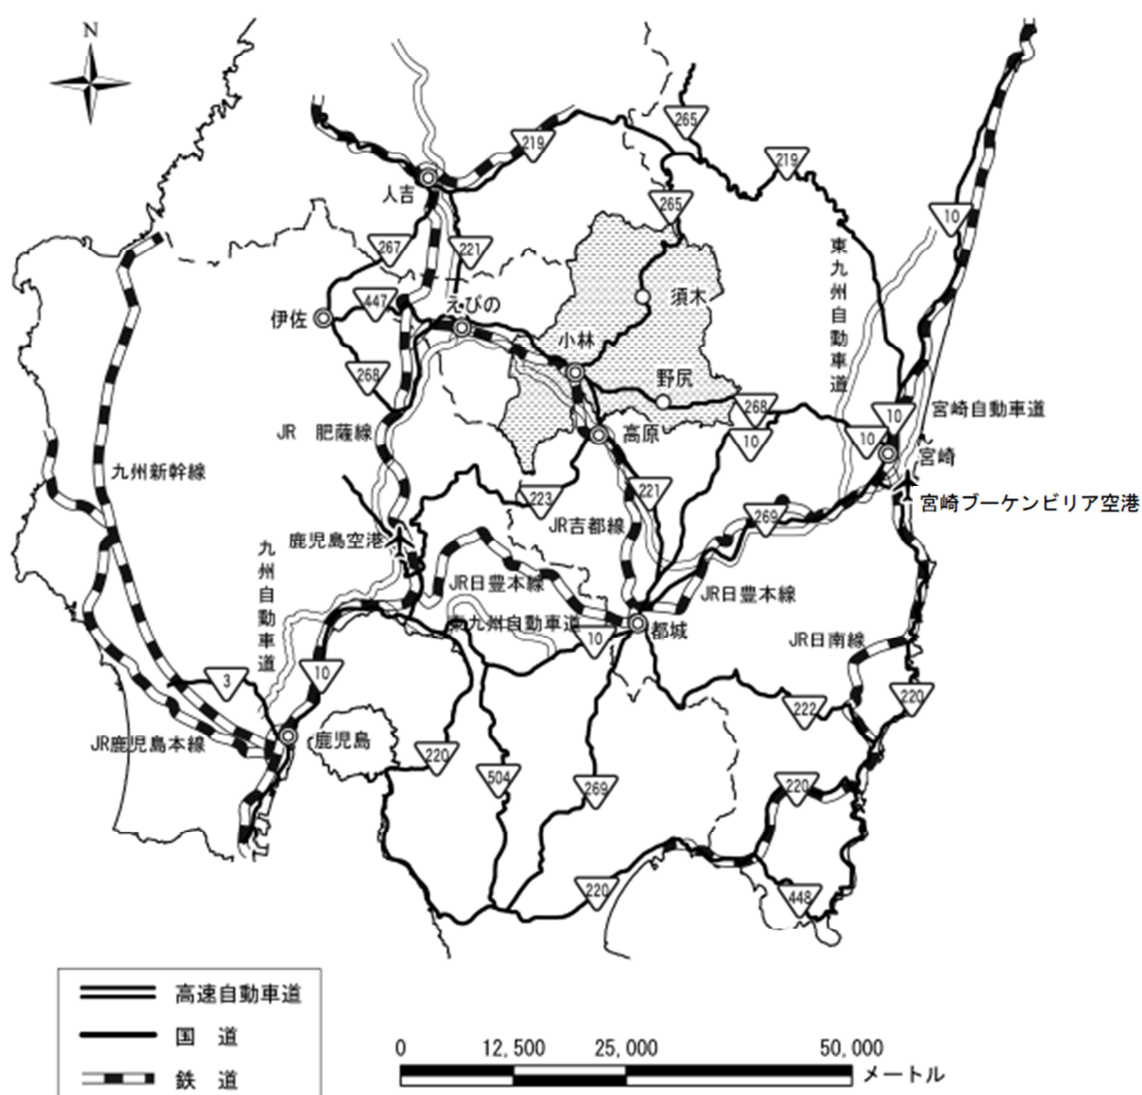 N
265
219
219
人吉
265
10
267
221
東九州自動車道
447
えびの
須木
伊佐
小林
268
野尻
268
10
宮崎自動車道
JR 肥薩線
高原
10
10
宮崎
九州新幹線
223
221
宮崎ブーケンビリア空港
269
JR吉都線
鹿児島空港
九州自動車道
JR日豊本線
JR日豊本線
東九州自動車道
10
都城
JR日南線
3
10
220
222
JR鹿児島本線
鹿児島
220
504
269
220
220
448
高速自動車道
国 道
鉄 道
0 12,500 25,000 50,000
メートル